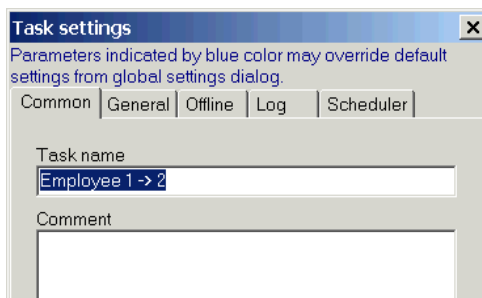 Task settings
Parameters indicated by blue color may override default
settings from global settings dialog.
Common General Offline Log Scheduler
Task name
Employee 1 -> 2
Comment